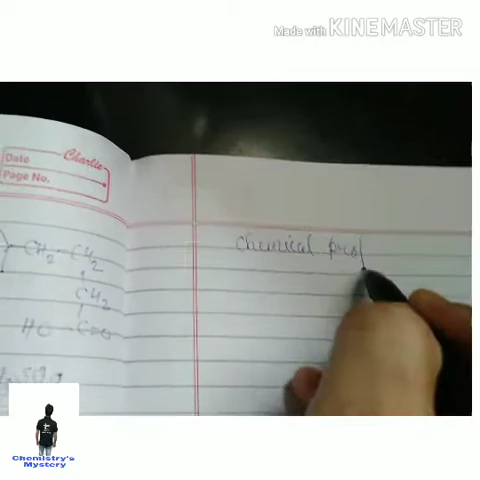 Made with KINEMASTER
Date
Charlie
Page No.
Chemical prop
CH2 - CH2
CH2
HO - C=O
Chemistry's
Mystery